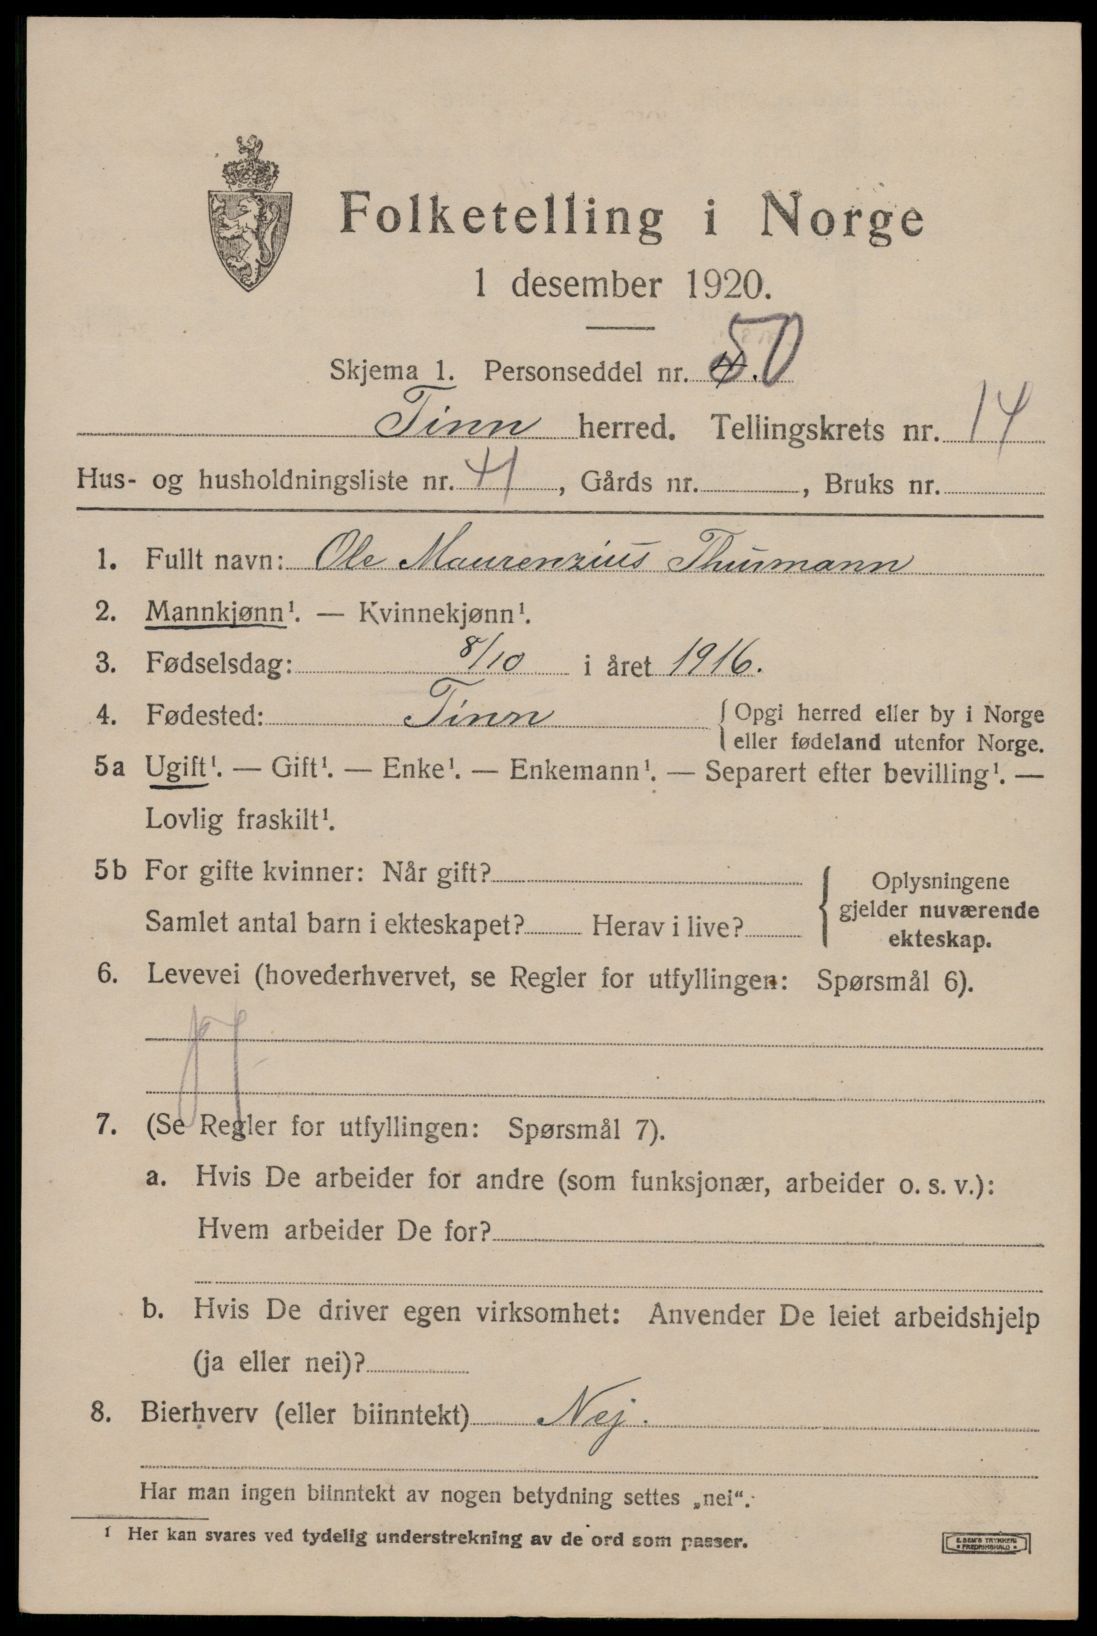 Folketelling i Norge
1 desember 1920.
Skjema 1. Personseddel nr. 50
Tinn herred. Tellingskrets nr. 14
Hus- og husholdningsliste nr. 41, Gårds nr. , Bruks nr.
1. Fullt navn: Ole Maurenzius Thurmann
2. Mannkjønn¹. — Kvinnekjønn¹.
3. Fødselsdag: 8/10 i året 1916.
4. Fødested: Tinn { Opgi herred eller by i Norge
eller fødeland utenfor Norge.
5a Ugift¹. — Gift¹. — Enke¹. — Enkemann¹. — Separert efter bevilling¹. —
Lovlig fraskilt¹.
5b For gifte kvinner: Når gift?
Samlet antal barn i ekteskapet? Herav i live?
{ Oplysningene
gjelder nuværende
ekteskap.
6. Levevei (hovederhvervet, se Regler for utfyllingen: Spørsmål 6).
7. (Se Regler for utfyllingen: Spørsmål 7).
a. Hvis De arbeider for andre (som funksjonær, arbeider o. s. v.):
Hvem arbeider De for?
b. Hvis De driver egen virksomhet: Anvender De leiet arbeidshjelp
(ja eller nei)?
8. Bierhverv (eller biinntekt) Nej.
Har man ingen biinntekt av nogen betydning settes „nei“.
¹ Her kan svares ved tydelig understrekning av de ord som passer.